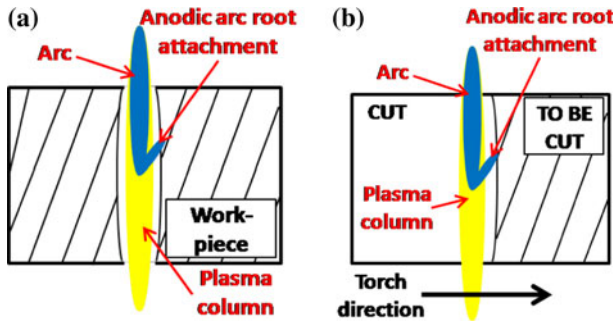 (a)
Anodic arc root
attachment
Arc
Work-
piece
Plasma
column
(b)
Anodic arc root
attachment
Arc
CUT
TO BE
CUT
Plasma
column
Torch
direction